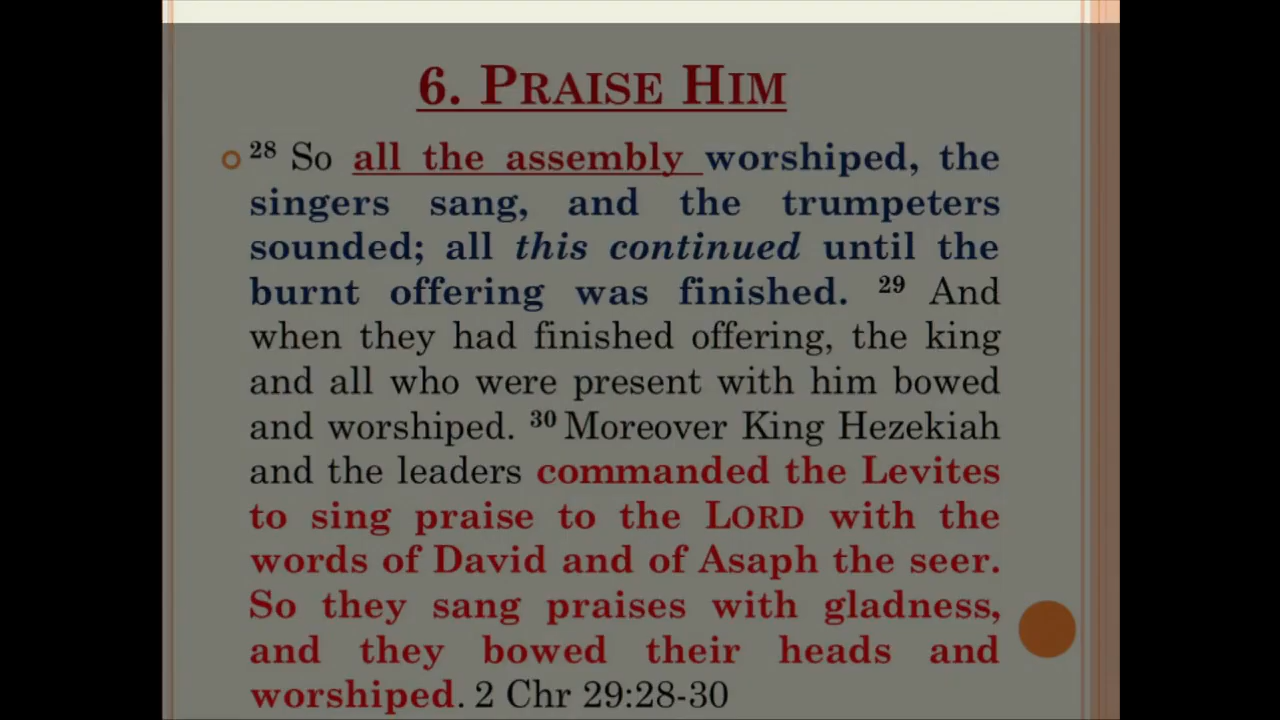 6. PRAISE HIM
28 So all the assembly worshiped, the
singers sang, and the trumpeters
sounded; all this continued until the
burnt offering was finished. 29 And
when they had finished offering, the king
and all who were present with him bowed
and worshiped. 30 Moreover King Hezekiah
and the leaders commanded the Levites
to sing praise to the LORD with the
words of David and of Asaph the seer.
So they sang praises with gladness,
and they bowed their heads and
worshiped. 2 Chr 29:28-30